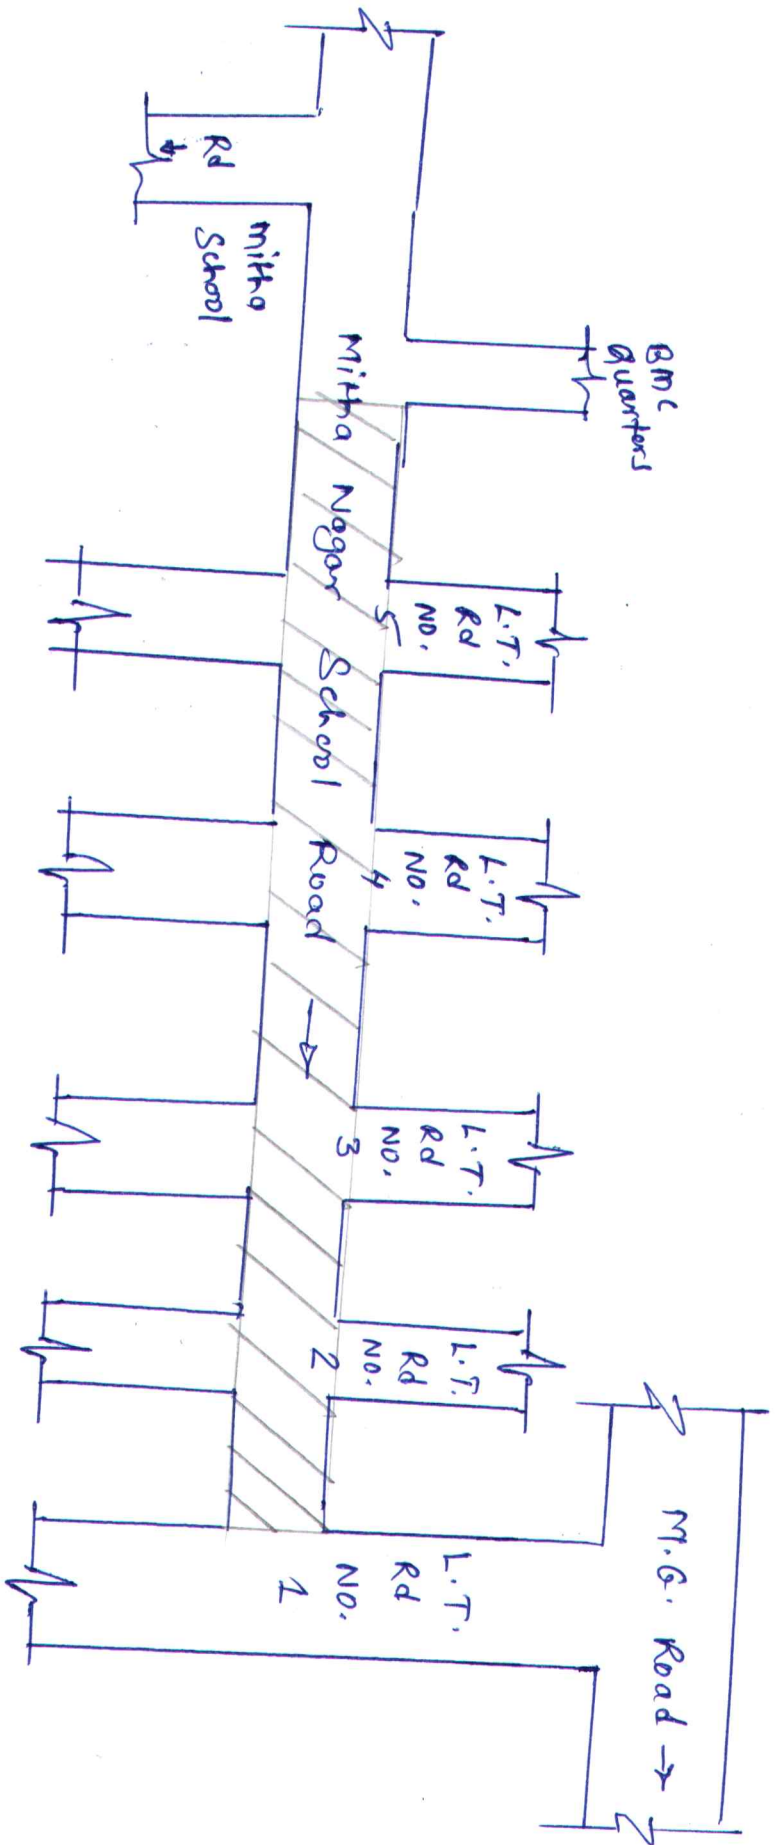 BMC
Quarters
Rd
Mitha
School
Mitha Nagar School Road →
L.T.
Rd
NO.
5
L.T.
Rd
NO.
4
L.T.
Rd
NO.
3
L.T.
Rd
NO.
2
L.T.
Rd
NO.
1
M.G. Road →